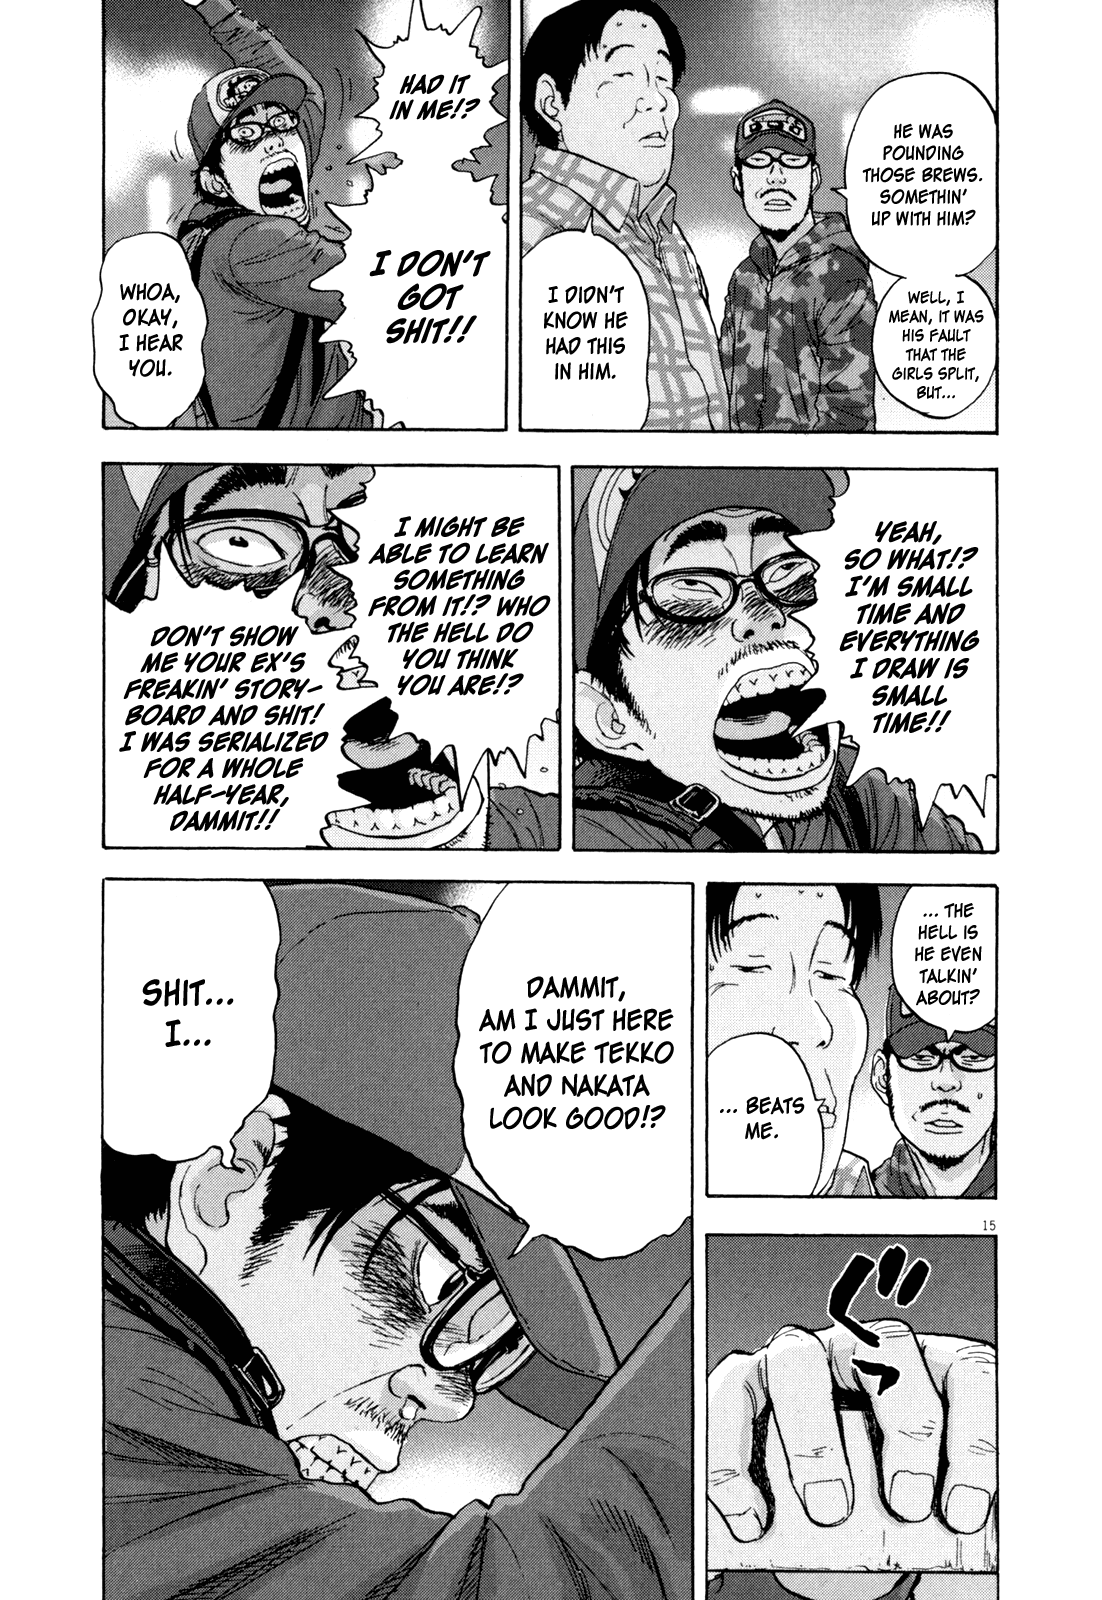 HE WAS
POUNDING
THOSE BREWS.
SOMETHIN'
UP WITH HIM?
WELL, I
MEAN, IT WAS
HIS FAULT
THAT THE
GIRLS SPLIT,
BUT...
I DIDN'T
KNOW HE
HAD THIS
IN HIM.
HAD IT
IN ME!?
I DON'T
GOT
SHIT!!
WHOA,
OKAY,
I HEAR
YOU.
YEAH,
SO WHAT!?
I'M SMALL
TIME AND
EVERYTHING
I DRAW IS
SMALL
TIME!!
I MIGHT BE
ABLE TO LEARN
SOMETHING
FROM IT!? WHO
THE HELL DO
YOU THINK
YOU ARE!?
DON'T SHOW
ME YOUR EX'S
FREAKIN' STORY-
BOARD AND SHIT!
I WAS SERIALIZED
FOR A WHOLE
HALF-YEAR,
DAMMIT!!
... THE
HELL IS
HE EVEN
TALKIN'
ABOUT?
... BEATS
ME.
DAMMIT,
AM I JUST HERE
TO MAKE TEKKO
AND NAKATA
LOOK GOOD!?
SHIT...
I...
15
グッ